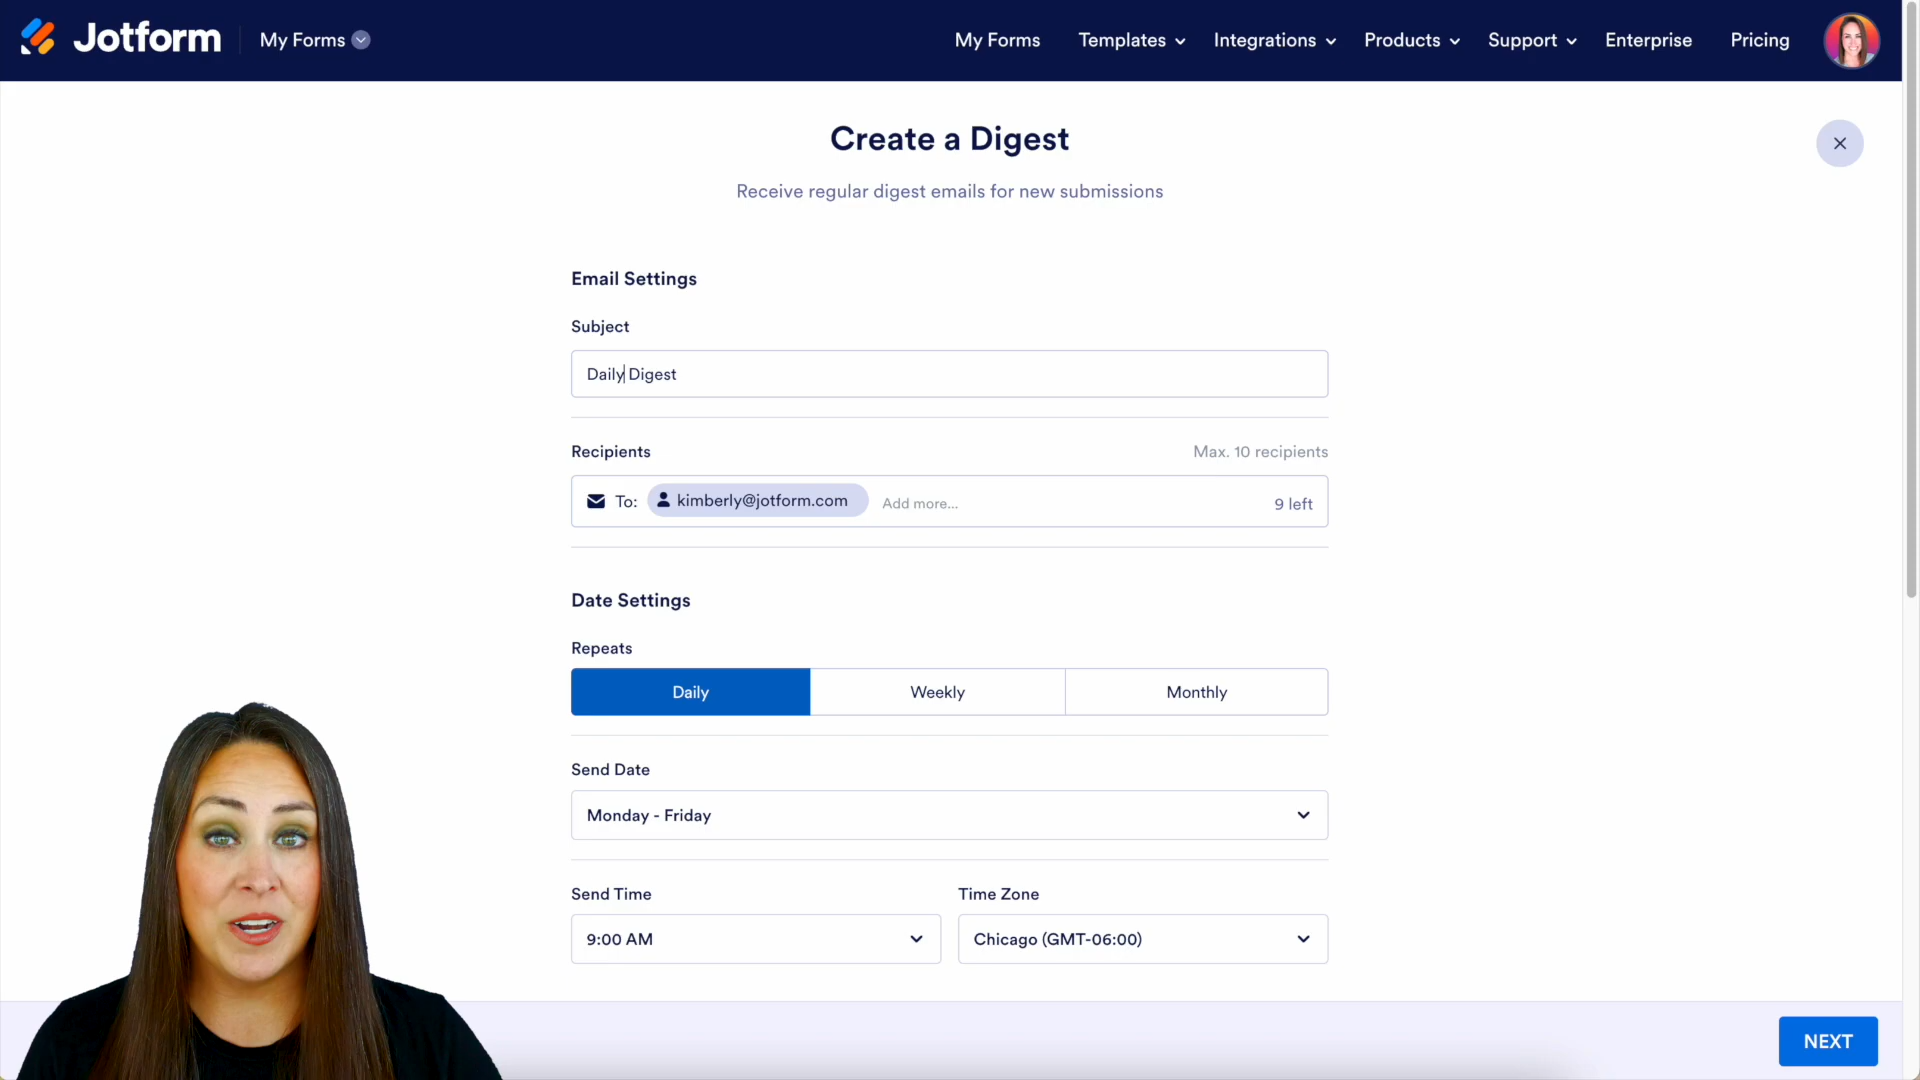 Jotform
My Forms
My Forms
Templates
Integrations
Products
Support
Enterprise
Pricing
Create a Digest
Receive regular digest emails for new submissions
Email Settings
Subject
Daily Digest
Recipients
Max. 10 recipients
To: kimberly@jotform.com Add more... 9 left
Date Settings
Repeats
Daily
Weekly
Monthly
Send Date
Monday - Friday
Send Time
Time Zone
9:00 AM
Chicago (GMT-06:00)
NEXT